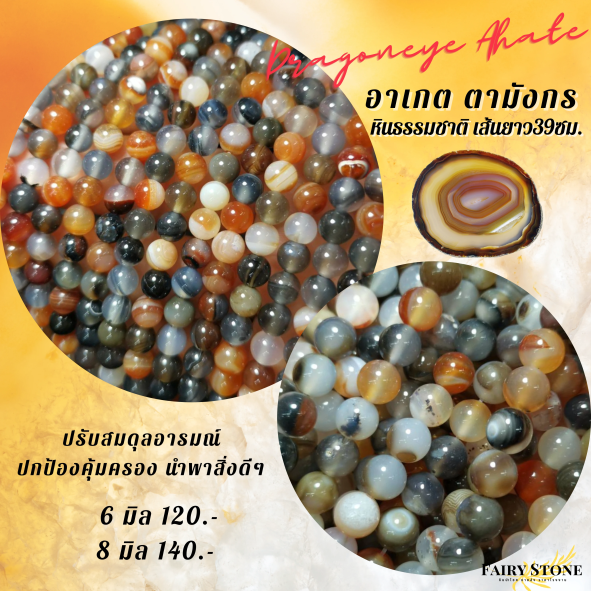 Dragoneye Ahate
อาเกต ตามังกร
หินธรรมชาติ เส้นยาว39ซม.
ปรับสมดุลอารมณ์
ปกป้องคุ้มครอง นำพาสิ่งดีฯ
6 มิล 120.-
8 มิล 140.-
FAIRY STONE